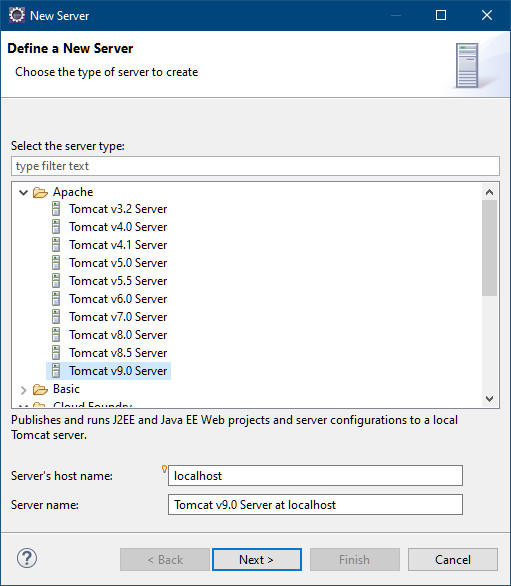 New Server
Define a New Server
Choose the type of server to create
Select the server type:
type filter text
Apache
Tomcat v3.2 Server
Tomcat v4.0 Server
Tomcat v4.1 Server
Tomcat v5.0 Server
Tomcat v5.5 Server
Tomcat v6.0 Server
Tomcat v7.0 Server
Tomcat v8.0 Server
Tomcat v8.5 Server
Tomcat v9.0 Server
Basic
Cloud Foundry
Publishes and runs J2EE and Java EE Web projects and server configurations to a local
Tomcat server.
Server's host name: localhost
Server name: Tomcat v9.0 Server at localhost
? < Back Next > Finish Cancel